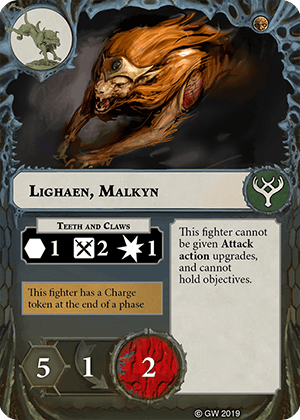 Lighaen, Malkyn
Teeth and Claws
1 2 1
This fighter has a Charge
token at the end of a phase
This fighter cannot
be given Attack
action upgrades,
and cannot
hold objectives.
5 1 2
© GW 2019